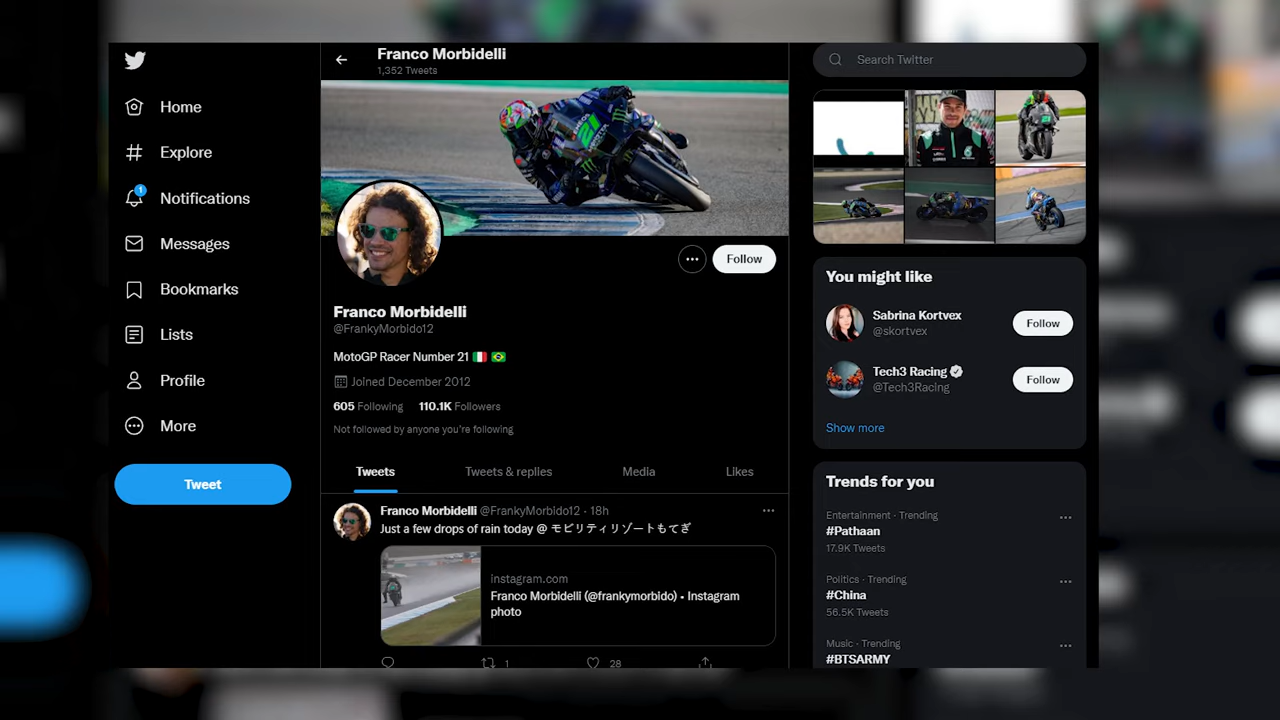 Home
Explore
1
Notifications
Messages
Bookmarks
Lists
Profile
More
Tweet
Franco Morbidelli
1,352 Tweets
21
Follow
Franco Morbidelli
@FrankyMorbido12
MotoGP Racer Number 21 🇮🇹 🇧🇷
Joined December 2012
605 Following 110.1K Followers
Not followed by anyone you're following
Tweets Tweets & replies Media Likes
Franco Morbidelli @FrankyMorbido12 · 18h
Just a few drops of rain today @ モビリティリゾートもてぎ
instagram.com
Franco Morbidelli (@frankymorbido) • Instagram
photo
1 28
Search Twitter
You might like
Sabrina Kortvex
@skortvex
Follow
Tech3 Racing
@Tech3Racing
Follow
Show more
Trends for you
Entertainment · Trending
#Pathaan
17.9K Tweets
Politics · Trending
#China
56.5K Tweets
Music · Trending
#BTSARMY